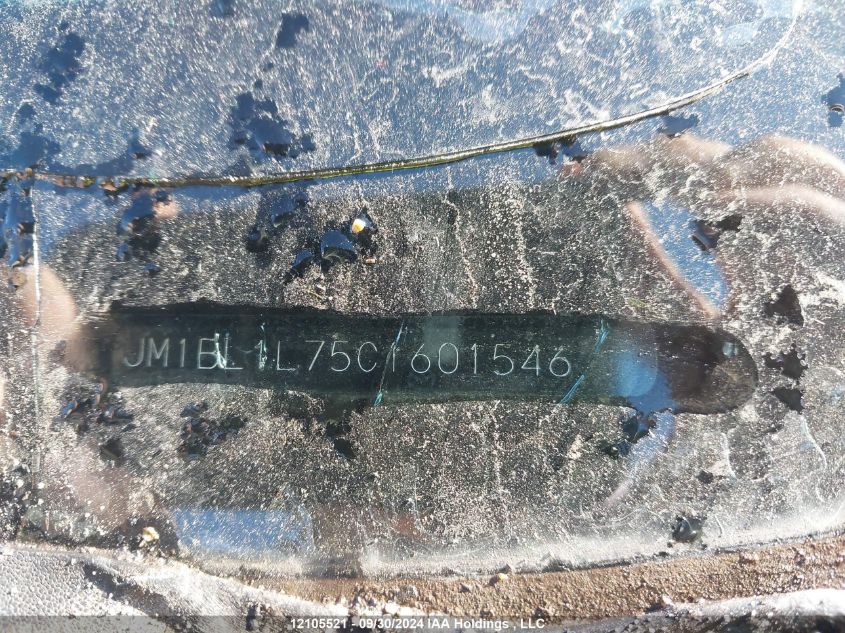 JM1BL1L75C1601546
12105521 - 09/30/2024 IAA Holdings , LLC